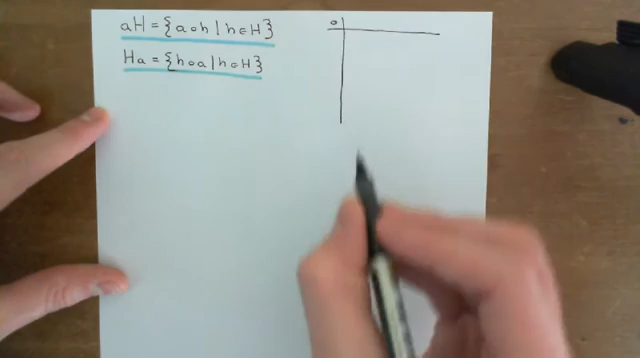 aH = {a∘h | h∈H}
Ha = {h∘a | h∈H}
∘